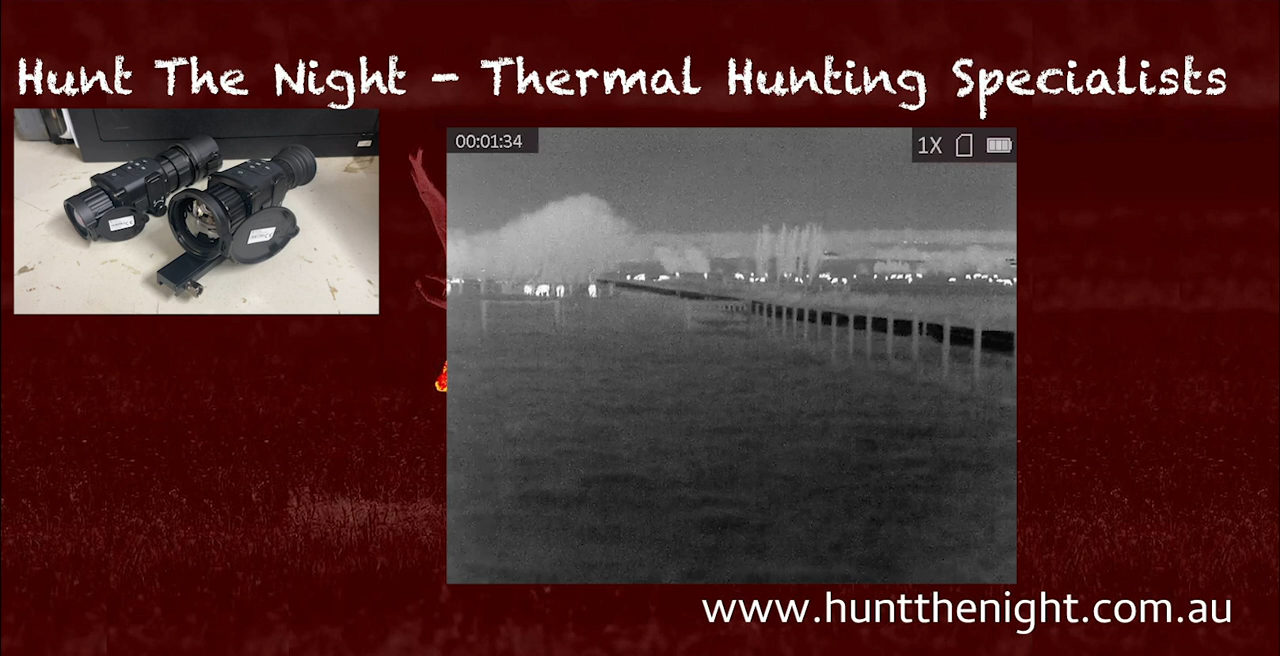 Hunt The Night - Thermal Hunting Specialists
00:01:34
1X
www.huntthenight.com.au